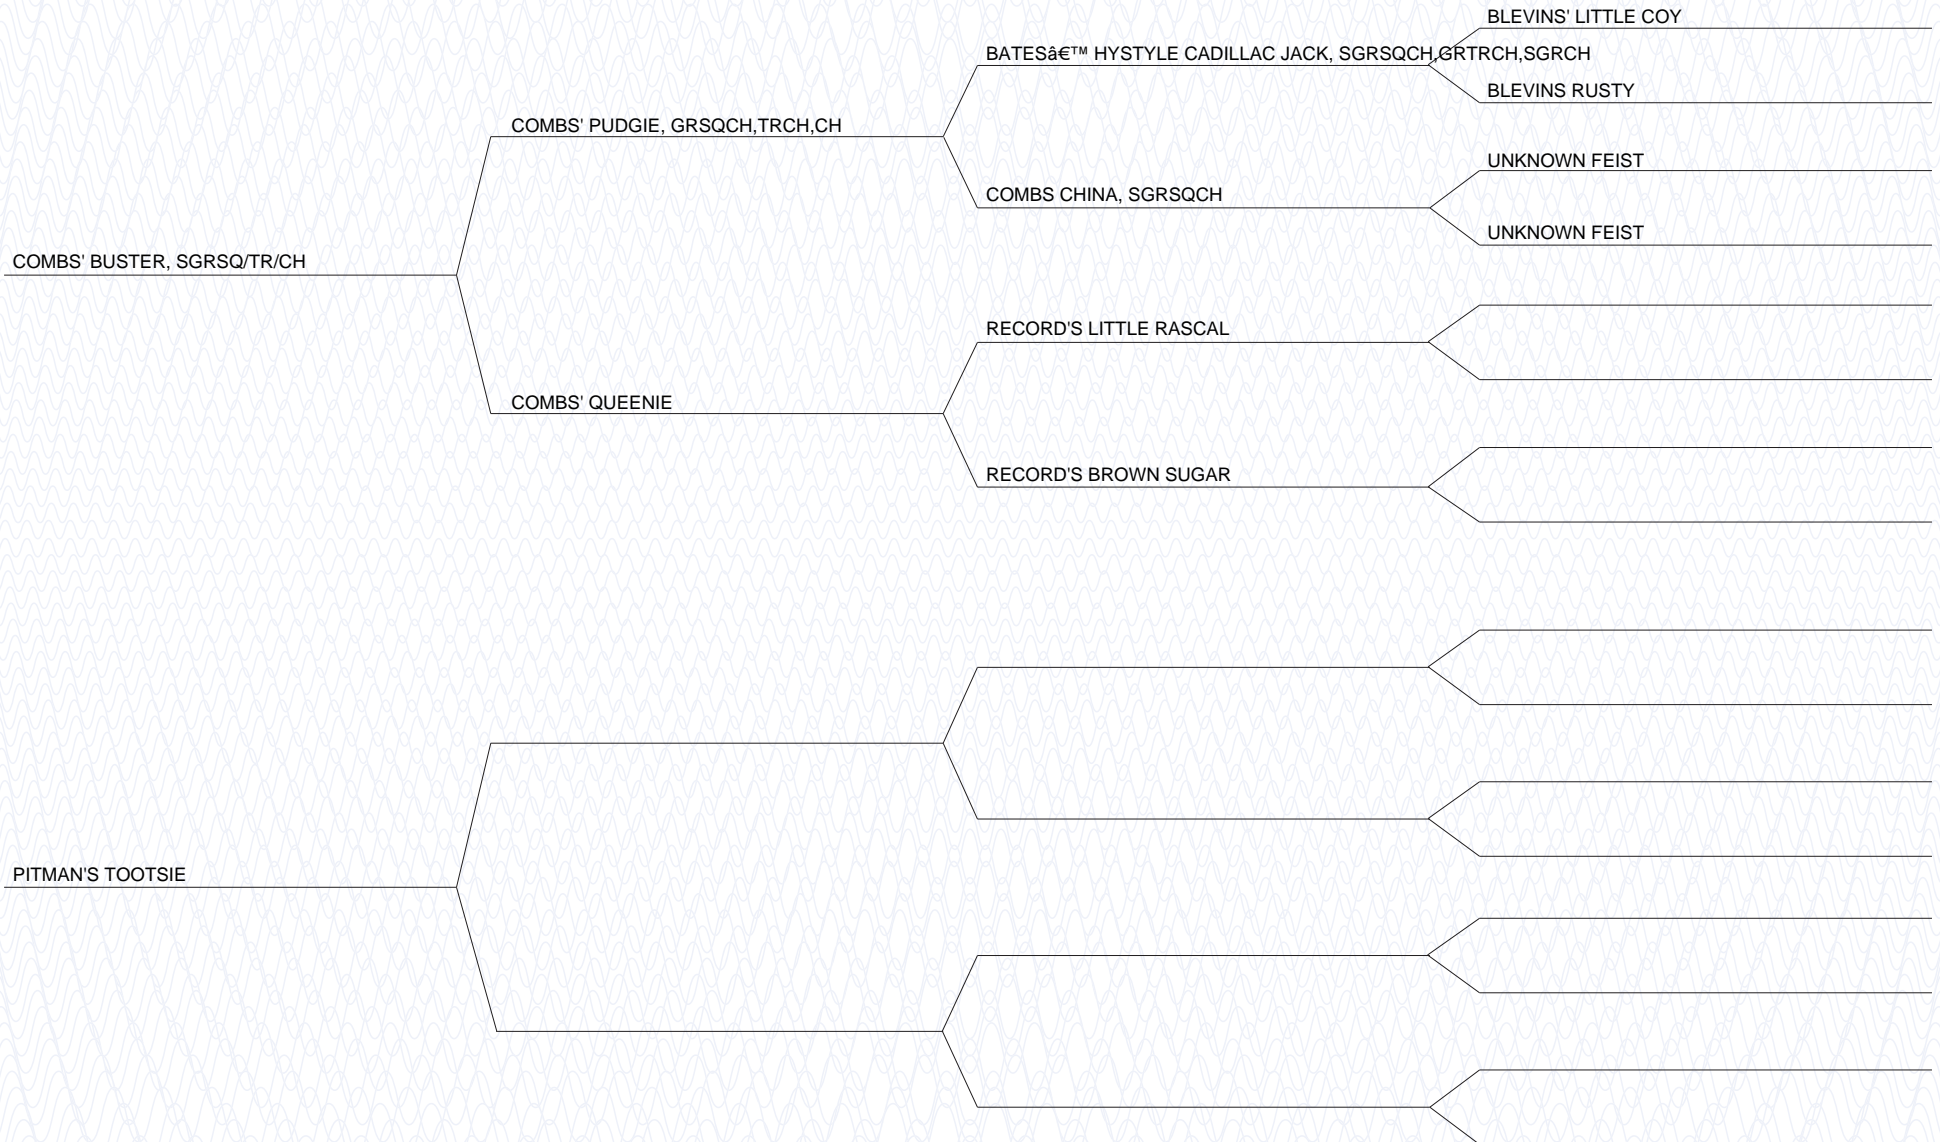 BLEVINS' LITTLE COY
BATESâ€™ HYSTYLE CADILLAC JACK, SGRSQCH,GRTRCH,SGRCH
BLEVINS RUSTY
COMBS' PUDGIE, GRSQCH,TRCH,CH
UNKNOWN FEIST
COMBS CHINA, SGRSQCH
UNKNOWN FEIST
COMBS' BUSTER, SGRSQ/TR/CH
RECORD'S LITTLE RASCAL
COMBS' QUEENIE
RECORD'S BROWN SUGAR
PITMAN'S TOOTSIE